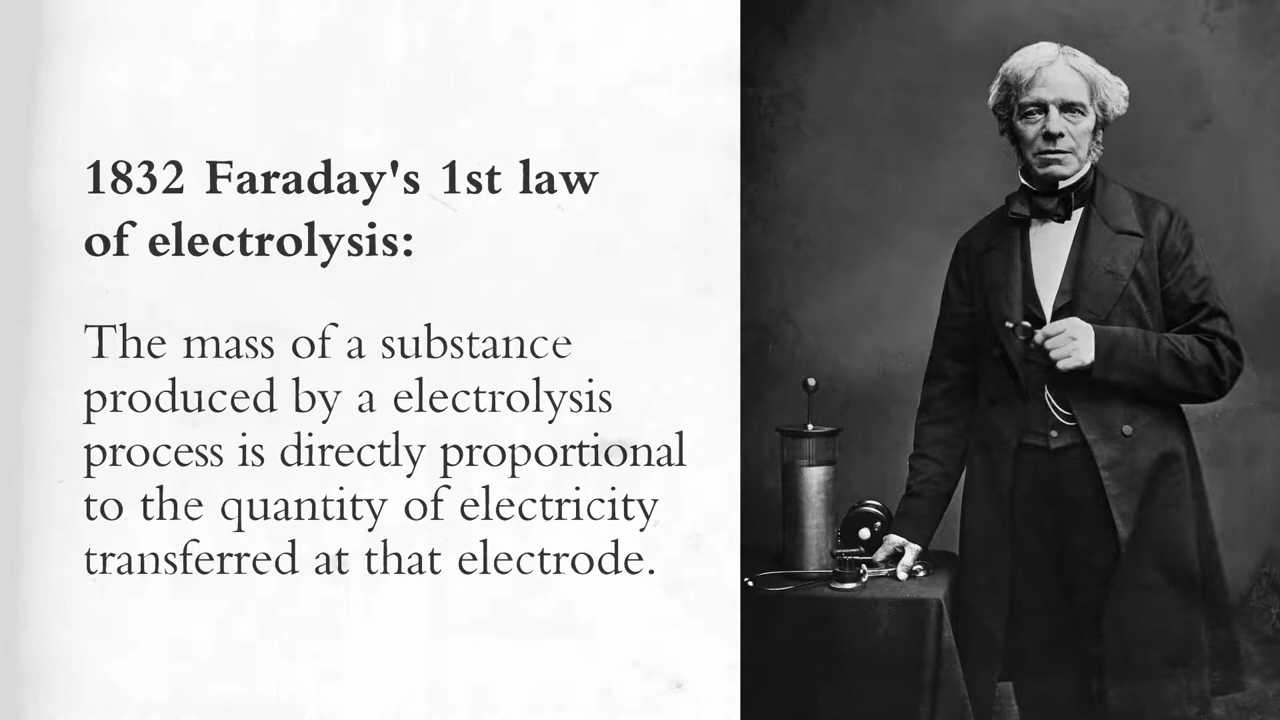 1832 Faraday's 1st law
of electrolysis:
The mass of a substance
produced by a electrolysis
process is directly proportional
to the quantity of electricity
transferred at that electrode.